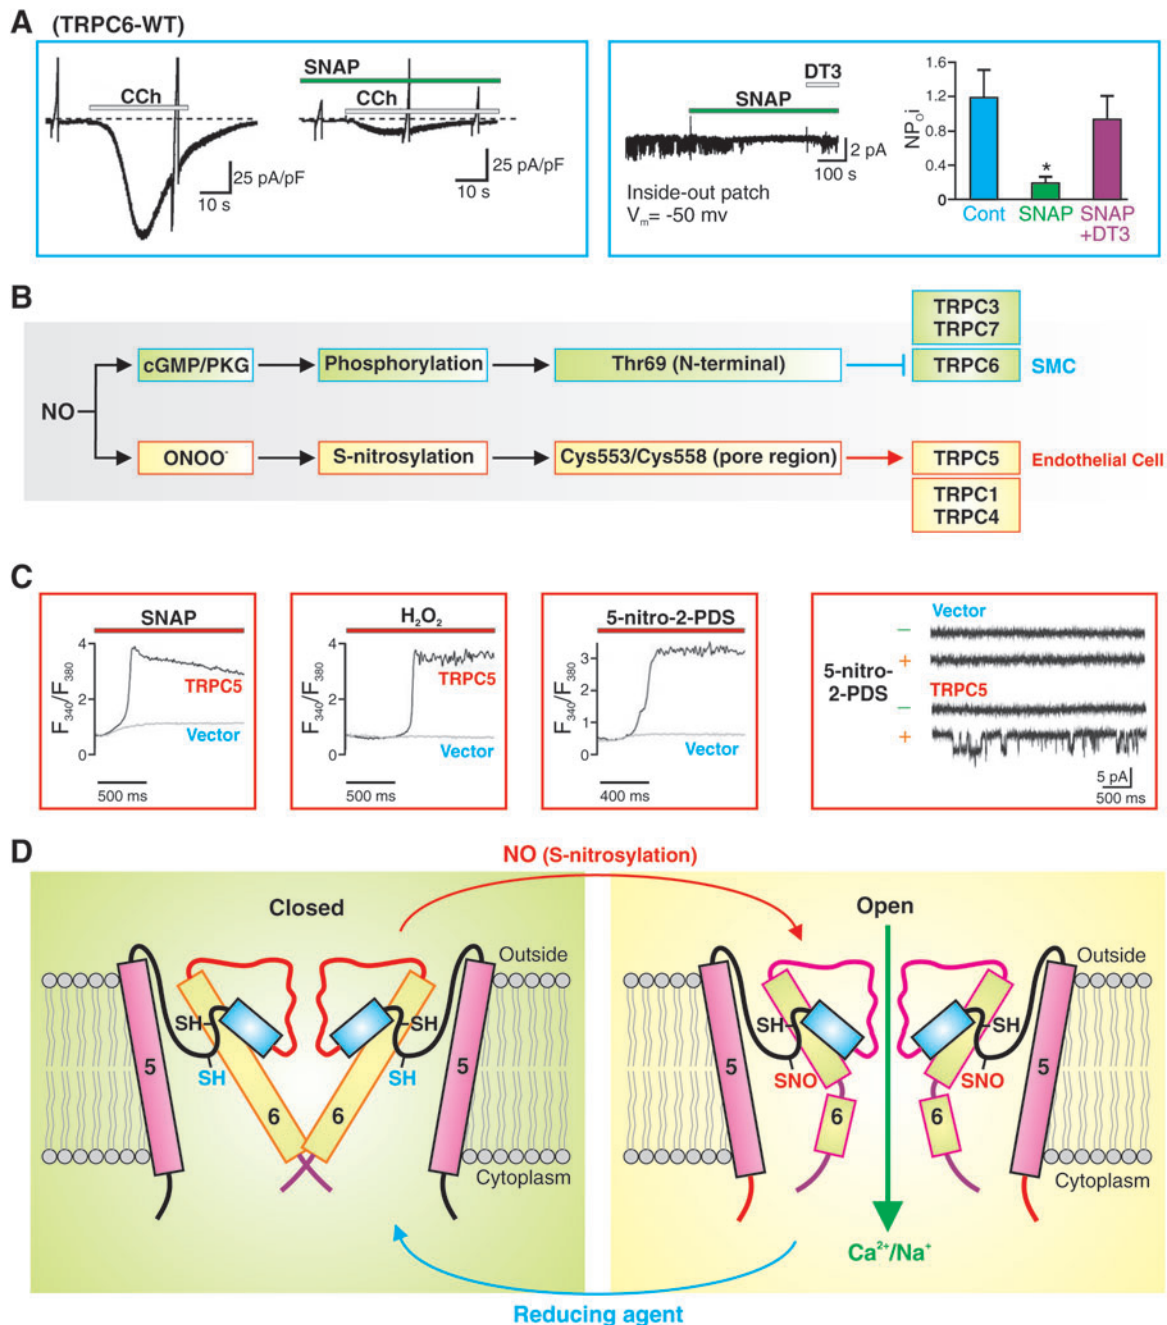 A (TRPC6-WT)
CCh
25 pA/pF
10 s
SNAP
CCh
25 pA/pF
10 s
DT3
SNAP
2 pA
100 s
Inside-out patch
Vm= -50 mv
NPoi
1.6
1.2
0.8
0.4
0
*
Cont
SNAP
SNAP
+DT3
B
NO
cGMP/PKG
Phosphorylation
Thr69 (N-terminal)
TRPC3
TRPC7
TRPC6
SMC
ONOO-
S-nitrosylation
Cys553/Cys558 (pore region)
TRPC5
Endothelial Cell
TRPC1
TRPC4
C
SNAP
F340/F380
4
2
0
TRPC5
Vector
500 ms
H2O2
F340/F380
4
2
0
TRPC5
Vector
500 ms
5-nitro-2-PDS
F340/F380
3
2
1
0
Vector
400 ms
5-nitro-
2-PDS
Vector
−
+
TRPC5
−
+
5 pA
500 ms
D
NO (S-nitrosylation)
Closed
Outside
SH
SH
SH
SH
5
6
6
5
Cytoplasm
Open
Outside
SH
SH
SNO
SNO
5
6
6
5
Cytoplasm
Ca2+/Na+
Reducing agent